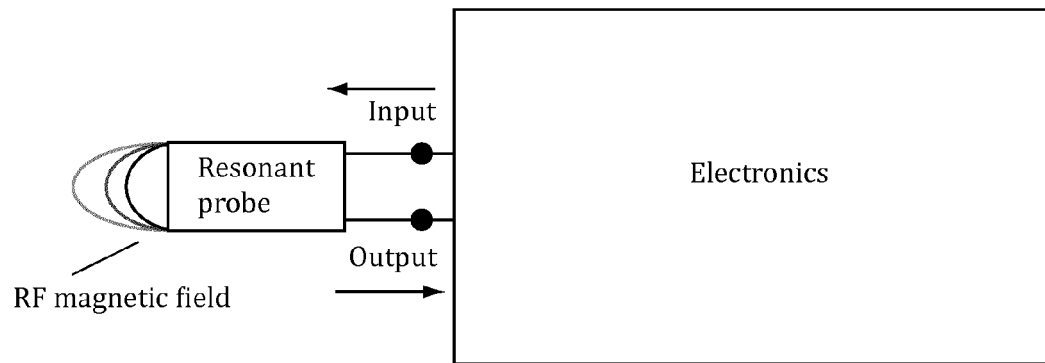 Input
Resonant
probe
Electronics
Output
RF magnetic field